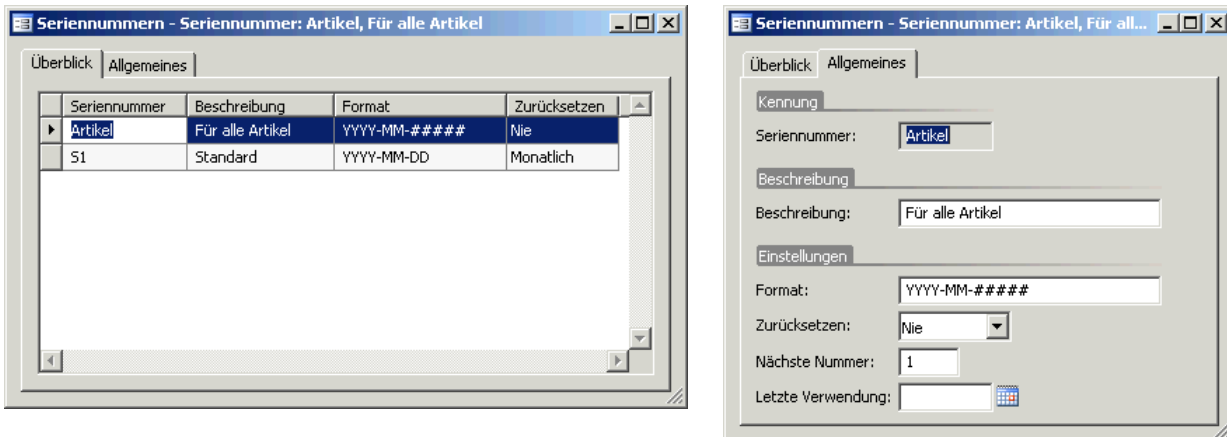 Seriennummern - Seriennummer: Artikel, Für alle Artikel
Überblick Allgemeines
Seriennummer Beschreibung Format Zurücksetzen
Artikel Für alle Artikel YYYY-MM-##### Nie
S1 Standard YYYY-MM-DD Monatlich
Seriennummern - Seriennummer: Artikel, Für all...
Überblick Allgemeines
Kennung
Seriennummer: Artikel
Beschreibung
Beschreibung: Für alle Artikel
Einstellungen
Format: YYYY-MM-#####
Zurücksetzen: Nie
Nächste Nummer: 1
Letzte Verwendung: